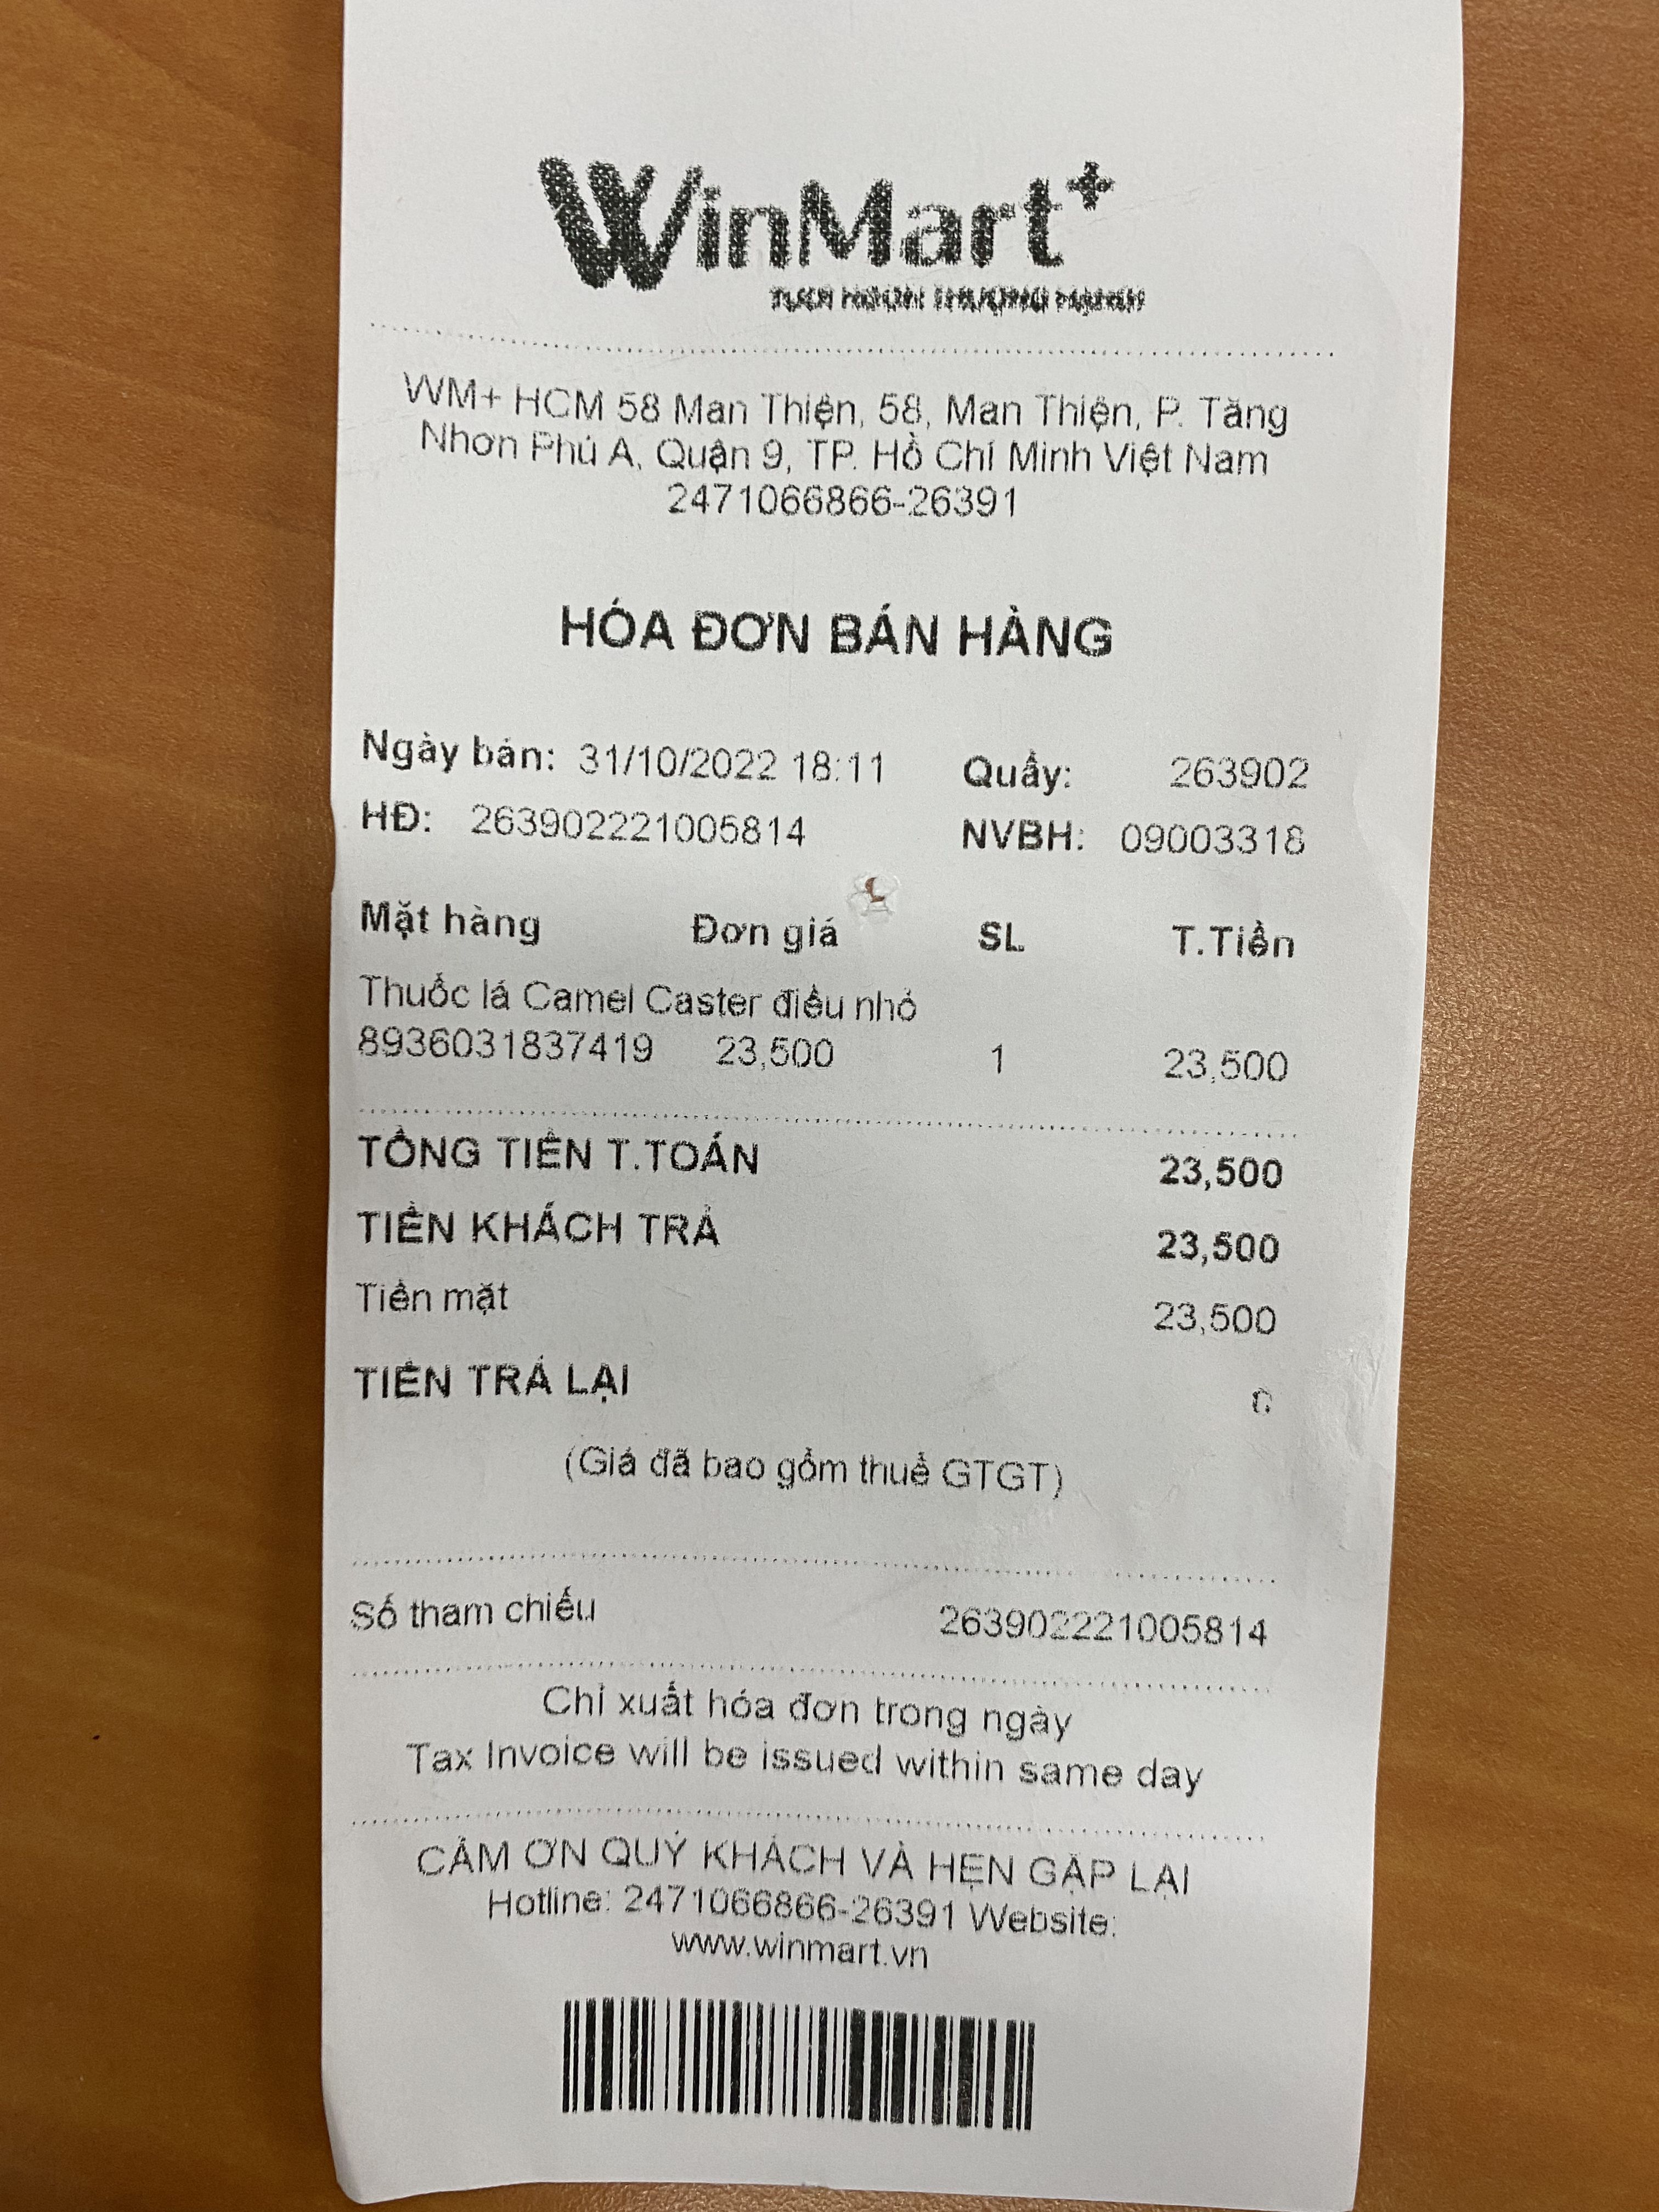 WinMart+
WM+ HCM 58 Man Thiện, 58, Man Thiện, P. Tăng
Nhơn Phú A, Quận 9, TP. Hồ Chí Minh Việt Nam
2471066866-26391
HÓA ĐƠN BÁN HÀNG
Ngày bán: 31/10/2022 18:11 Quầy: 263902
HĐ: 263902221005814 NVBH: 09003318
Mặt hàng Đơn giá SL T.Tiền
Thuốc lá Camel Caster điếu nhỏ
8936031837419 23,500 1 23,500
TỔNG TIỀN T.TOÁN 23,500
TIỀN KHÁCH TRẢ 23,500
Tiền mặt 23,500
TIỀN TRẢ LẠI 0
(Giá đã bao gồm thuế GTGT)
Số tham chiếu 263902221005814
Chỉ xuất hóa đơn trong ngày
Tax Invoice will be issued within same day
CẢM ƠN QUÝ KHÁCH VÀ HẸN GẶP LẠI
Hotline: 2471066866-26391 Website:
www.winmart.vn